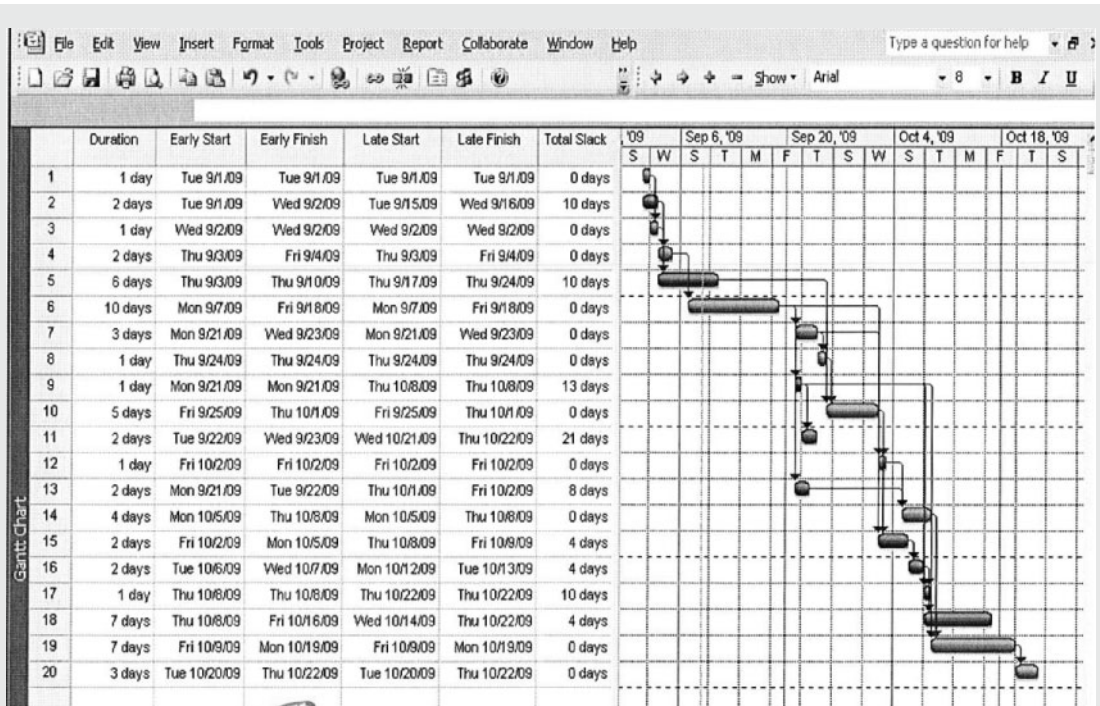 File Edit View Insert Format Tools Project Report Collaborate Window Help Type a question for help
Show Arial 8 B I U
Duration Early Start Early Finish Late Start Late Finish Total Slack '09 Sep 6, '09 Sep 20, '09 Oct 4, '09 Oct 18, '09
S W S T M F T S W S T M F T S
1 1 day Tue 9/1/09 Tue 9/1/09 Tue 9/1/09 Tue 9/1/09 0 days
2 2 days Tue 9/1/09 Wed 9/2/09 Tue 9/15/09 Wed 9/16/09 10 days
3 1 day Wed 9/2/09 Wed 9/2/09 Wed 9/2/09 Wed 9/2/09 0 days
4 2 days Thu 9/3/09 Fri 9/4/09 Thu 9/3/09 Fri 9/4/09 0 days
5 6 days Thu 9/3/09 Thu 9/10/09 Thu 9/17/09 Thu 9/24/09 10 days
6 10 days Mon 9/7/09 Fri 9/18/09 Mon 9/7/09 Fri 9/18/09 0 days
7 3 days Mon 9/21/09 Wed 9/23/09 Mon 9/21/09 Wed 9/23/09 0 days
8 1 day Thu 9/24/09 Thu 9/24/09 Thu 9/24/09 Thu 9/24/09 0 days
9 1 day Mon 9/21/09 Mon 9/21/09 Thu 10/8/09 Thu 10/8/09 13 days
10 5 days Fri 9/25/09 Thu 10/1/09 Fri 9/25/09 Thu 10/1/09 0 days
11 2 days Tue 9/22/09 Wed 9/23/09 Wed 10/21/09 Thu 10/22/09 21 days
12 1 day Fri 10/2/09 Fri 10/2/09 Fri 10/2/09 Fri 10/2/09 0 days
13 2 days Mon 9/21/09 Tue 9/22/09 Thu 10/1/09 Fri 10/2/09 8 days
14 4 days Mon 10/5/09 Thu 10/8/09 Mon 10/5/09 Thu 10/8/09 0 days
15 2 days Fri 10/2/09 Mon 10/5/09 Thu 10/8/09 Fri 10/9/09 4 days
16 2 days Tue 10/6/09 Wed 10/7/09 Mon 10/12/09 Tue 10/13/09 4 days
17 1 day Thu 10/8/09 Thu 10/8/09 Thu 10/22/09 Thu 10/22/09 10 days
18 7 days Thu 10/8/09 Fri 10/16/09 Wed 10/14/09 Thu 10/22/09 4 days
19 7 days Fri 10/9/09 Mon 10/19/09 Fri 10/9/09 Mon 10/19/09 0 days
20 3 days Tue 10/20/09 Thu 10/22/09 Tue 10/20/09 Thu 10/22/09 0 days
Gantt Chart